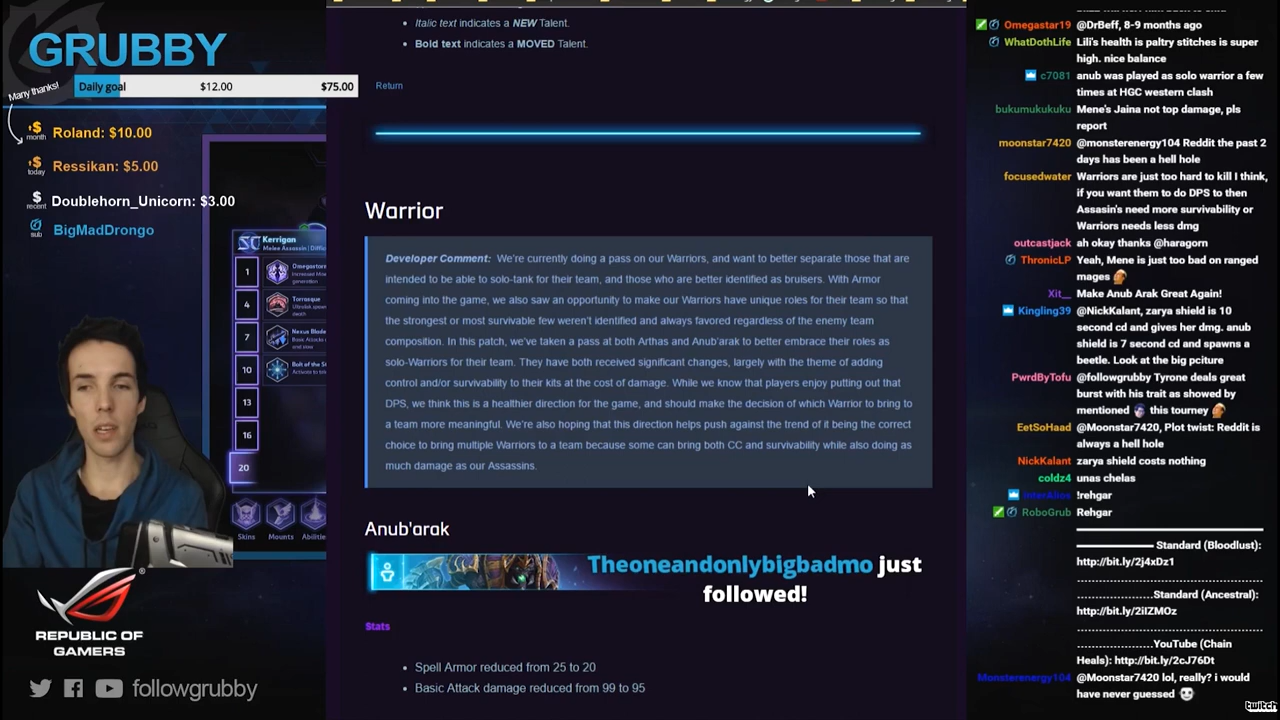 GRUBBY
Many thanks!
Daily goal $12.00 $75.00
month Roland: $10.00
today Ressikan: $5.00
recent Doublehorn_Unicorn: $3.00
sub BigMadDrongo
Kerrigan
1
4
7
10
13
16
20
Skins Mounts Abilities
REPUBLIC OF
GAMERS
followgrubby
Italic text indicates a NEW Talent.
Bold text indicates a MOVED Talent.
Return
Warrior
Developer Comment: We're currently doing a pass on our Warriors, and want to better separate those that are
intended to be able to solo-tank for their team, and those who are better identified as bruisers. With Armor
coming into the game, we also saw an opportunity to make our Warriors have unique roles for their team so that
the strongest or most survivable few weren't identified and always favored regardless of the enemy team
composition. In this patch, we've taken a pass at both Arthas and Anub'arak to better embrace their roles as
solo-Warriors for their team. They have both received significant changes, largely with the theme of adding
control and/or survivability to their kits at the cost of damage. While we know that players enjoy putting out that
DPS, we think this is a healthier direction for the game, and should make the decision of which Warrior to bring to
a team more meaningful. We're also hoping that this direction helps push against the trend of it being the correct
choice to bring multiple Warriors to a team because some can bring both CC and survivability while also doing as
much damage as our Assassins.
Anub'arak
Theoneandonlybigbadmo just
followed!
Stats
Spell Armor reduced from 25 to 20
Basic Attack damage reduced from 99 to 95
Omegastar19 @DrBeff, 8-9 months ago
WhatDothLife Lili's health is paltry stitches is super
high. nice balance
c7081 anub was played as solo warrior a few
times at HGC western clash
bukumukukuku Mene's Jaina not top damage, pls
report
moonstar7420 @monsterenergy104 Reddit the past 2
days has been a hell hole
focusedwater Warriors are just too hard to kill I think,
if you want them to do DPS to then
Assasin's need more survivability or
Warriors needs less dmg
outcastjack ah okay thanks @haragorn
ThronicLP Yeah, Mene is just too bad on ranged
mages
Xit__ Make Anub Arak Great Again!
Kingling39 @NickKalant, zarya shield is 10
second cd and gives her dmg. anub
shield is 7 second cd and spawns a
beetle. Look at the big pciture
PwrdByTofu @followgrubby Tyrone deals great
burst with his trait as showed by
mentioned this tourney
EetSoHaad @Moonstar7420, Plot twist: Reddit is
always a hell hole
NickKalant zarya shield costs nothing
coldz4 unas chelas
InterAlios !rehgar
RoboGrub Rehgar
Standard (Bloodlust):
http://bit.ly/2j4xDz1
Standard (Ancestral):
http://bit.ly/2iIZMOz
YouTube (Chain
Heals): http://bit.ly/2cJ76Dt
Monsterenergy104 @Moonstar7420 lol, really? i would
have never guessed
twitch